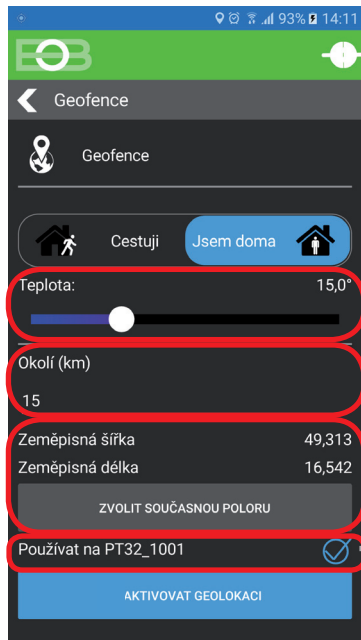 93% 14:11
EOB
Geofence
Geofence
Cestuji Jsem doma
Teplota: 15,0°
Okolí (km)
15
Zeměpisná šířka 49,313
Zeměpisná délka 16,542
ZVOLIT SOUČASNOU POLORU
Používat na PT32_1001
AKTIVOVAT GEOLOKACI